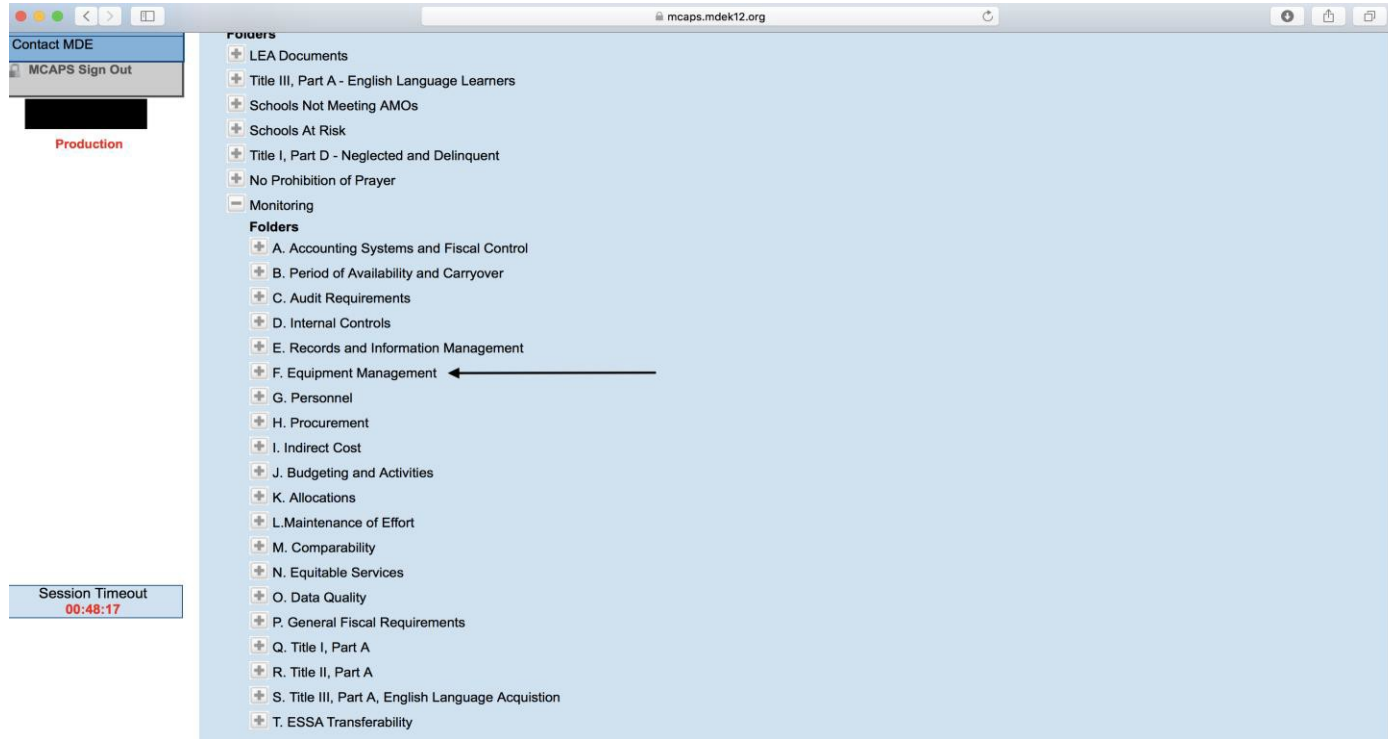 mcaps.mdek12.org
Contact MDE
MCAPS Sign Out
Production
Session Timeout
00:48:17
Folders
LEA Documents
Title III, Part A - English Language Learners
Schools Not Meeting AMOs
Schools At Risk
Title I, Part D - Neglected and Delinquent
No Prohibition of Prayer
Monitoring
Folders
A. Accounting Systems and Fiscal Control
B. Period of Availability and Carryover
C. Audit Requirements
D. Internal Controls
E. Records and Information Management
F. Equipment Management
G. Personnel
H. Procurement
I. Indirect Cost
J. Budgeting and Activities
K. Allocations
L.Maintenance of Effort
M. Comparability
N. Equitable Services
O. Data Quality
P. General Fiscal Requirements
Q. Title I, Part A
R. Title II, Part A
S. Title III, Part A, English Language Acquistion
T. ESSA Transferability